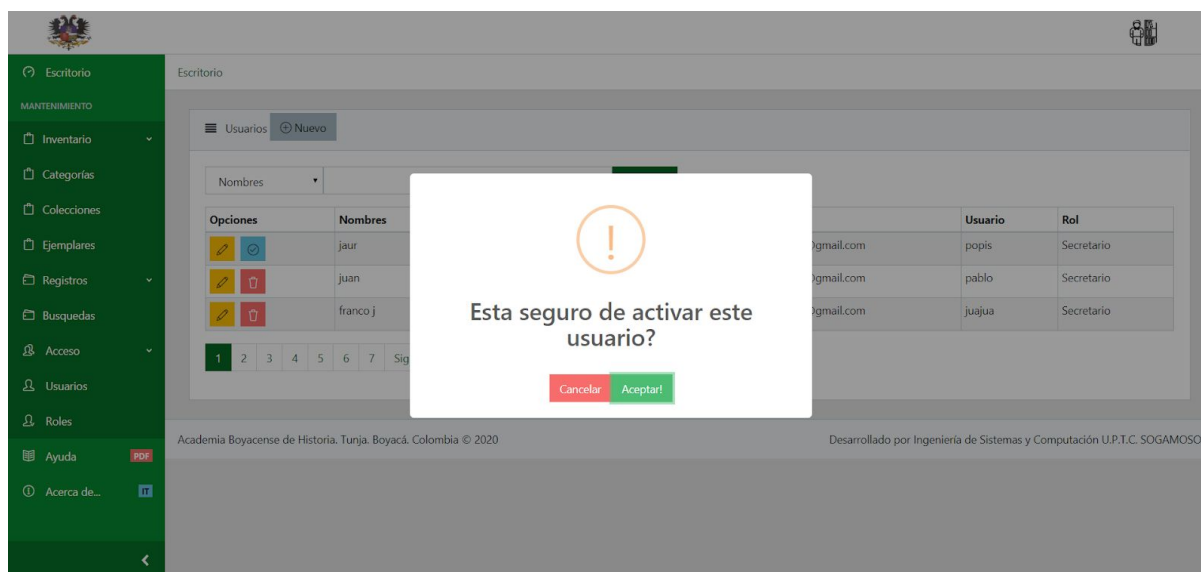 Escritorio
MANTENIMIENTO
Inventario
Categorías
Colecciones
Ejemplares
Registros
Busquedas
Acceso
Usuarios
Roles
Ayuda PDF
Acerca de... IT
Escritorio
Usuarios Nuevo
Nombres
Opciones Nombres Usuario Rol
jaur @gmail.com popis Secretario
juan @gmail.com pablo Secretario
franco j @gmail.com juajua Secretario
1 2 3 4 5 6 7 Sig
Esta seguro de activar este
usuario?
Cancelar Aceptar!
Academia Boyacense de Historia. Tunja. Boyacá. Colombia © 2020
Desarrollado por Ingeniería de Sistemas y Computación U.P.T.C. SOGAMOSO